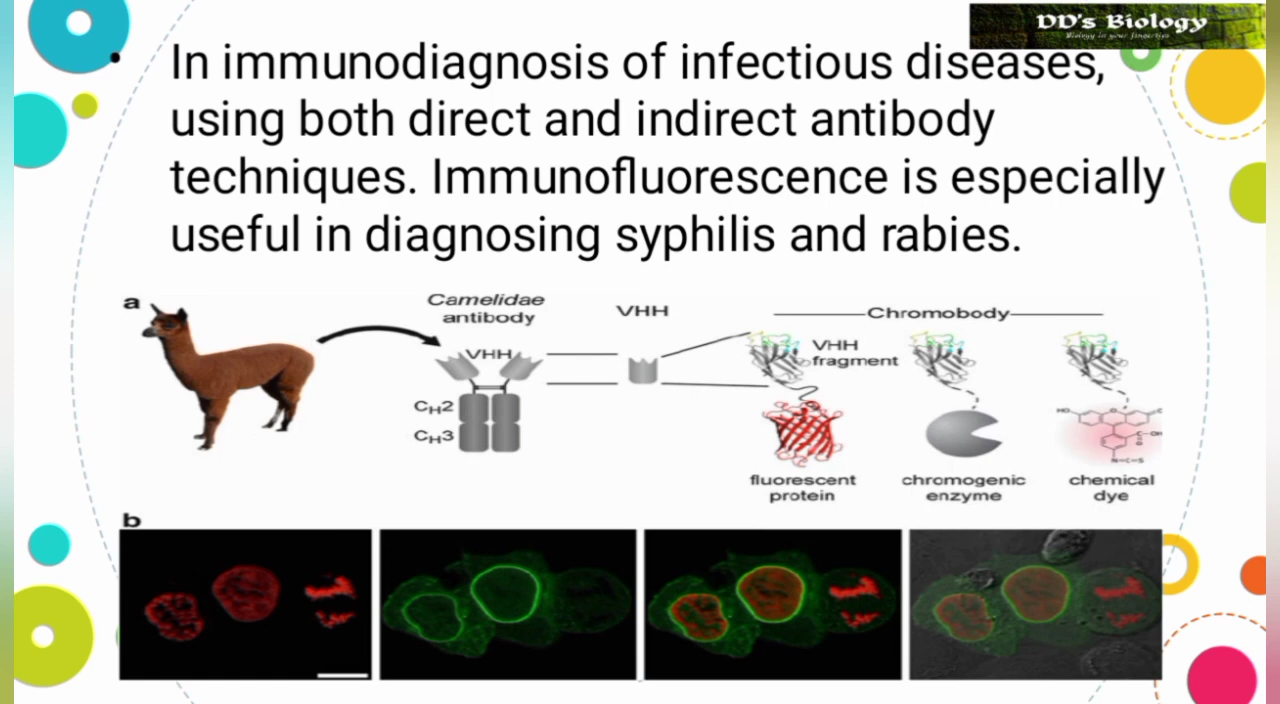 DD's Biology
Biology in your fingertips
• In immunodiagnosis of infectious diseases,
using both direct and indirect antibody
techniques. Immunofluorescence is especially
useful in diagnosing syphilis and rabies.
a
Camelidae
antibody
VHH
Chromobody
VHH
VHH
fragment
CH2
CH3
HO
O
O
C-OH
O
N=C=S
fluorescent
protein
chromogenic
enzyme
chemical
dye
b